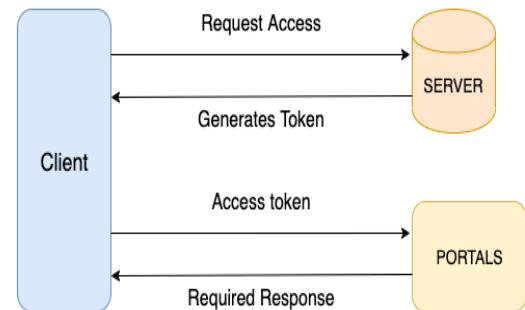 Request Access
SERVER
Generates Token
Client
Access token
PORTALS
Required Response